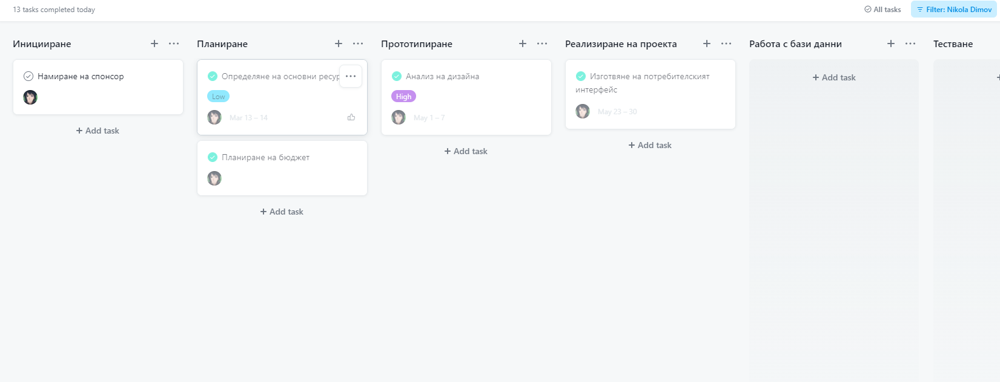 13 tasks completed today
All tasks
Filter: Nikola Dimov
Иницииране
Намиране на спонсор
+ Add task
Планиране
Определяне на основни
Low
Mar 13 – 14
Планиране на бюджет
+ Add task
Прототипиране
Анализ на дизайна
High
May 1 – 7
+ Add task
Реализиране на проекта
Изготвяне на потребителският
интерфейс
May 23 – 30
+ Add task
Работа с бази данни
+ Add task
Тестване